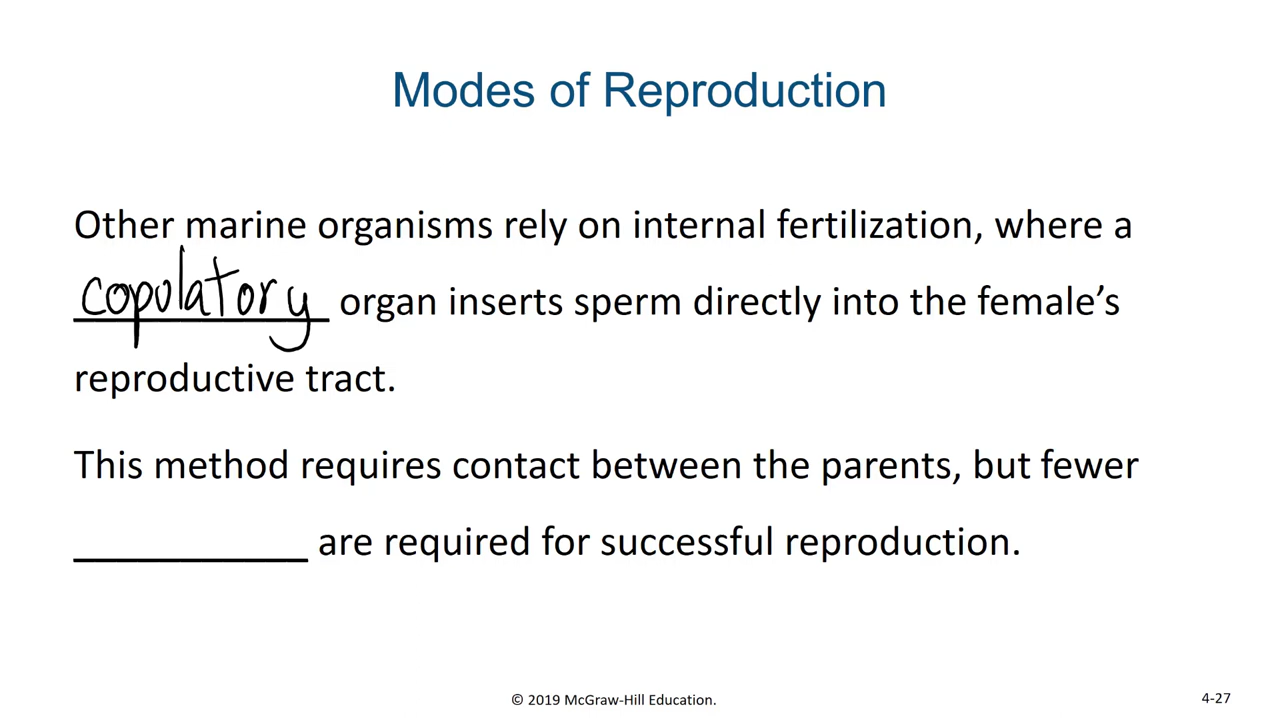 Modes of Reproduction
Other marine organisms rely on internal fertilization, where a
copulatory organ inserts sperm directly into the female’s
reproductive tract.
This method requires contact between the parents, but fewer
___________ are required for successful reproduction.
© 2019 McGraw-Hill Education.
4-27